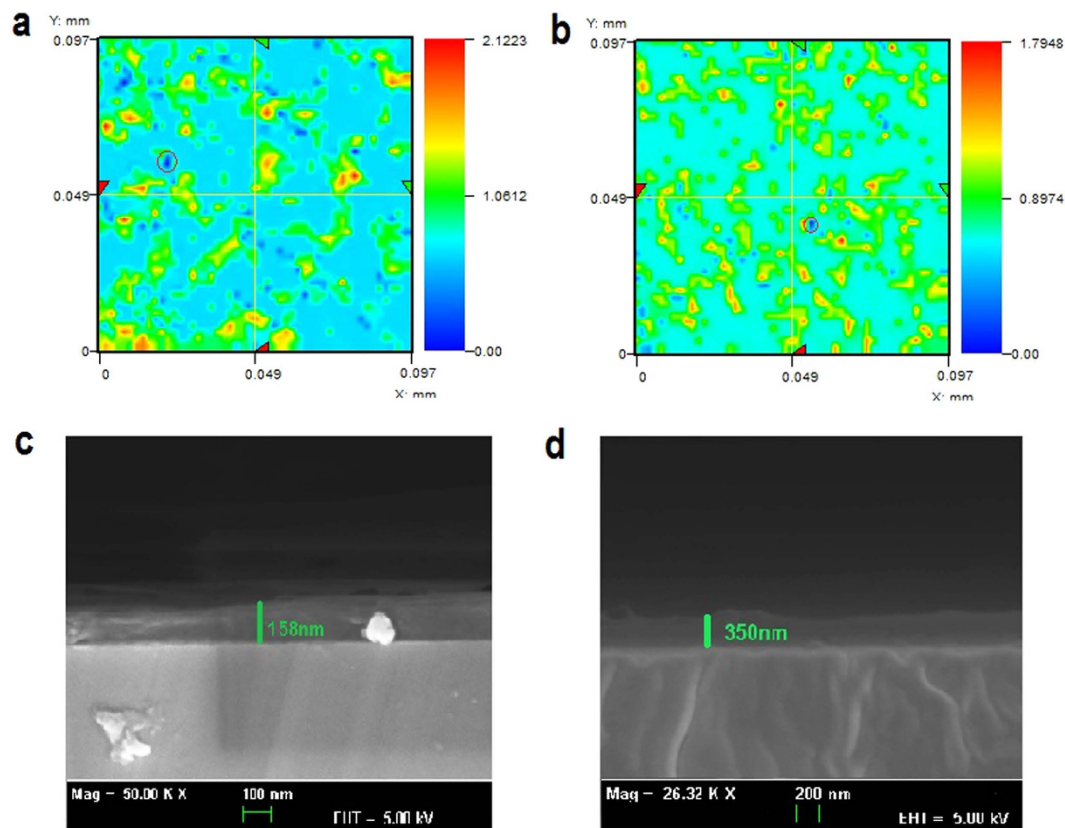 a
Y: mm
0.097
0.049
0
0
0.049
0.097
X: mm
2.1223
1.0612
0.00
b
Y: mm
0.097
0.049
0
0
0.049
0.097
X: mm
1.7948
0.8974
0.00
c
158nm
Mag = 50.00 K X
100 nm
EHT = 5.00 kV
d
350nm
Mag = 26.32 K X
200 nm
EHT = 5.00 kV